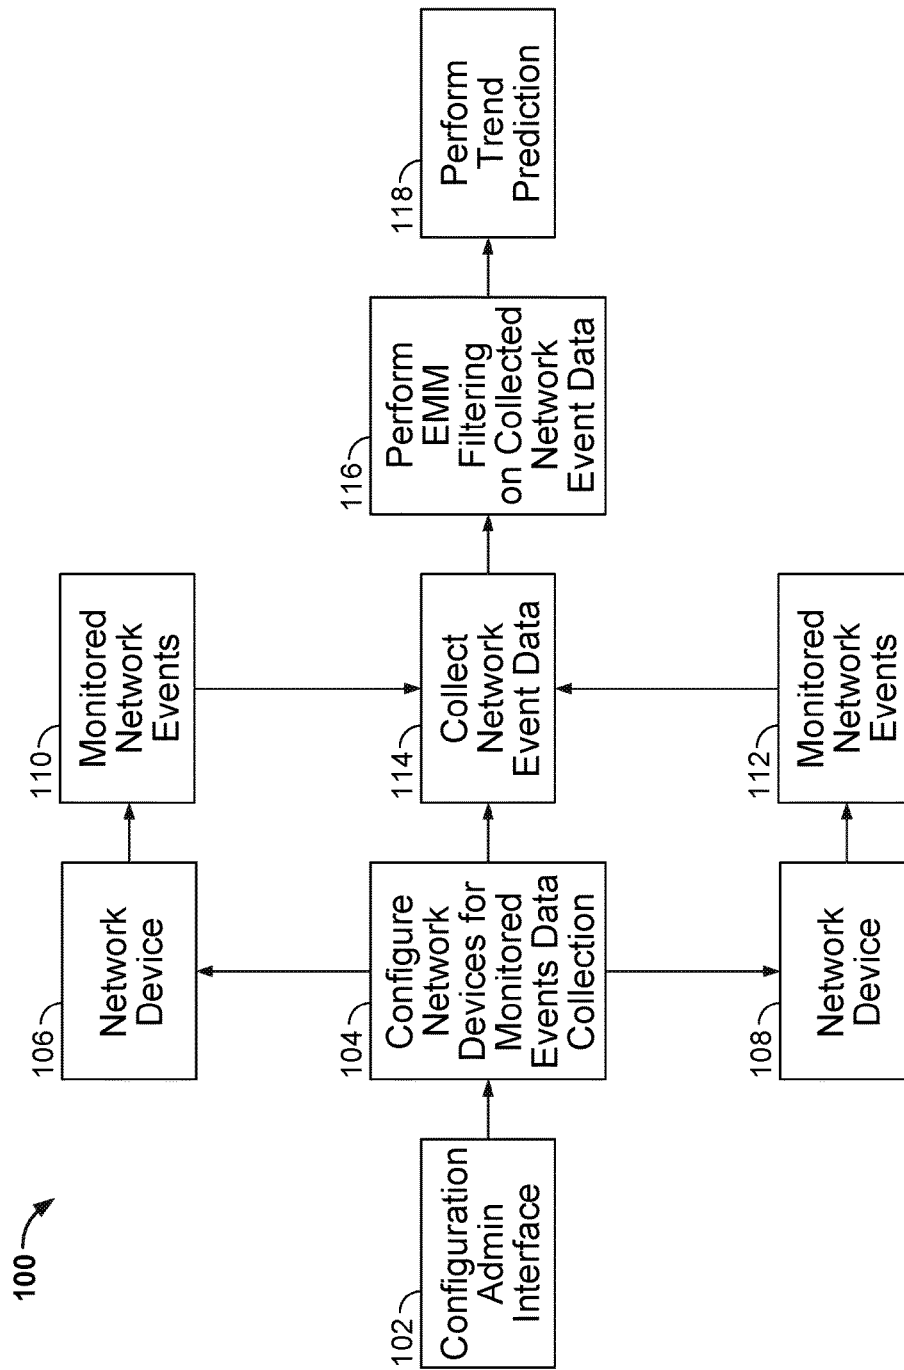 100
102
Configuration
Admin
Interface
104
Configure
Network
Devices for
Monitored
Events Data
Collection
106
Network
Device
108
Network
Device
110
Monitored
Network
Events
112
Monitored
Network
Events
114
Collect
Network
Event Data
116
Perform
EMM
Filtering
on Collected
Network
Event Data
118
Perform
Trend
Prediction